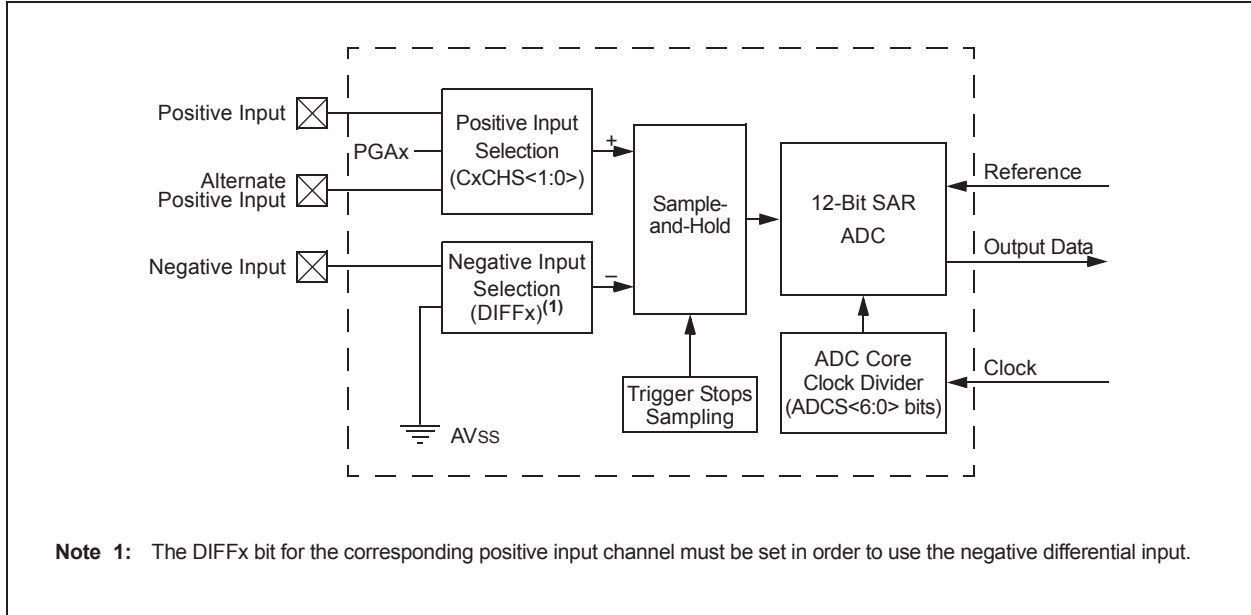 Positive Input
PGAx
Alternate
Positive Input
Negative Input
Positive Input
Selection
(CxCHS<1:0>)
+
Negative Input
Selection
(DIFFx)(1)
–
AVSS
Sample-
and-Hold
Trigger Stops
Sampling
12-Bit SAR
ADC
ADC Core
Clock Divider
(ADCS<6:0> bits)
Reference
Output Data
Clock
Note 1: The DIFFx bit for the corresponding positive input channel must be set in order to use the negative differential input.